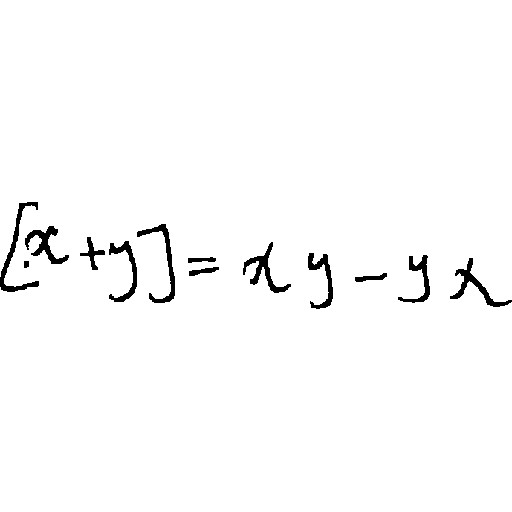 [x+y] = xy - yx